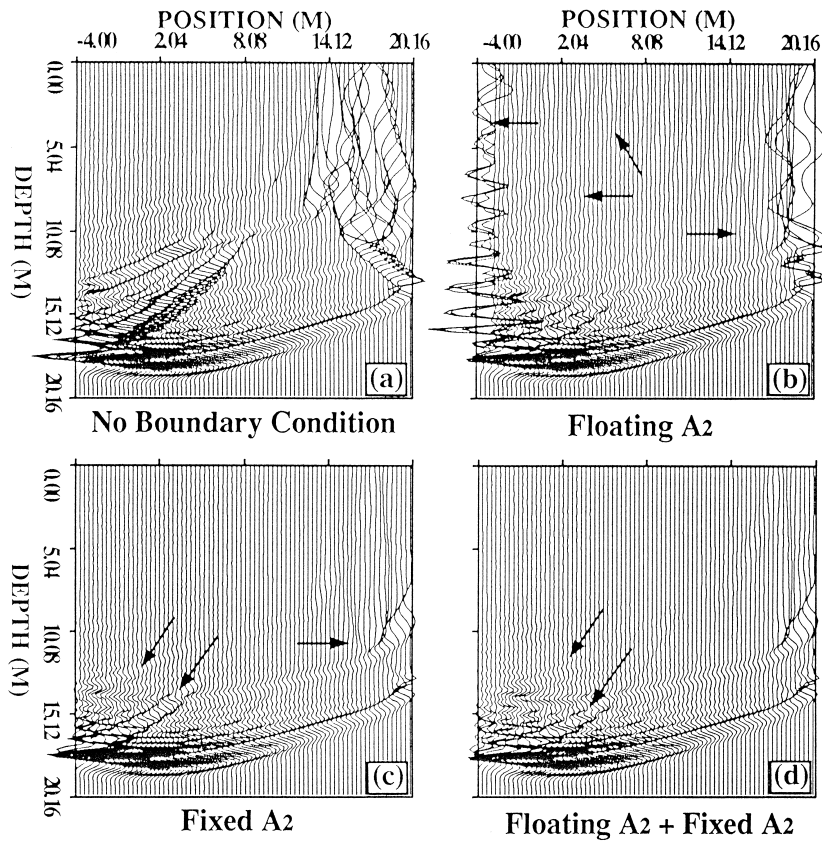 POSITION (M)
-4.00 2.04 8.08 14.12 20.16
POSITION (M)
-4.00 2.04 8.08 14.12 20.16
DEPTH (M)
0.00
5.04
10.08
15.12
20.16
(a)
(b)
No Boundary Condition
Floating A2
DEPTH (M)
0.00
5.04
10.08
15.12
20.16
(c)
(d)
Fixed A2
Floating A2 + Fixed A2